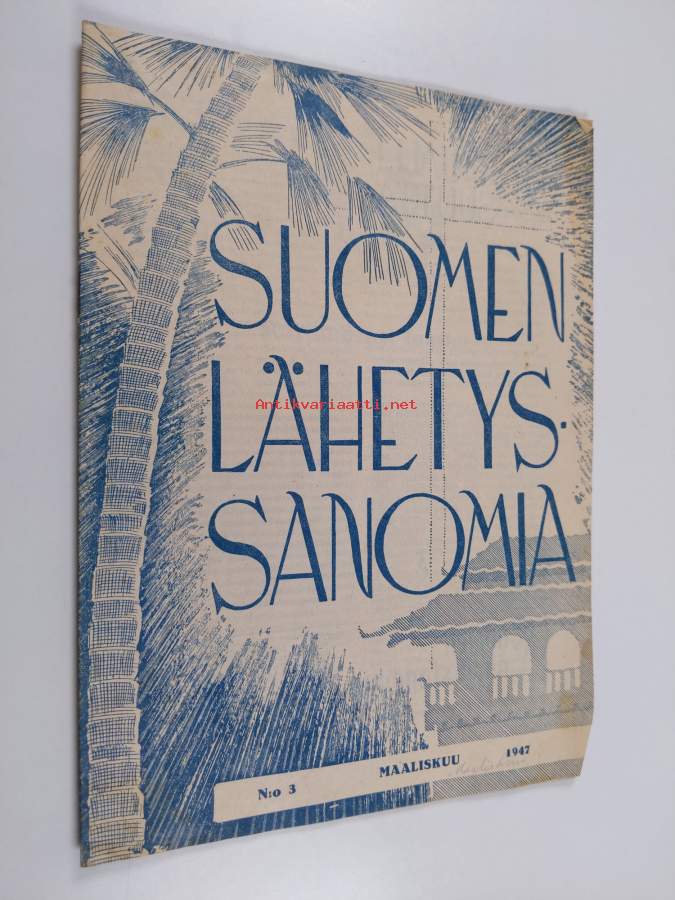 SUOMEN
LÄHETYS-
Antikvariaatti.net
SANOMIA
N:o 3 MAALISKUU 1947